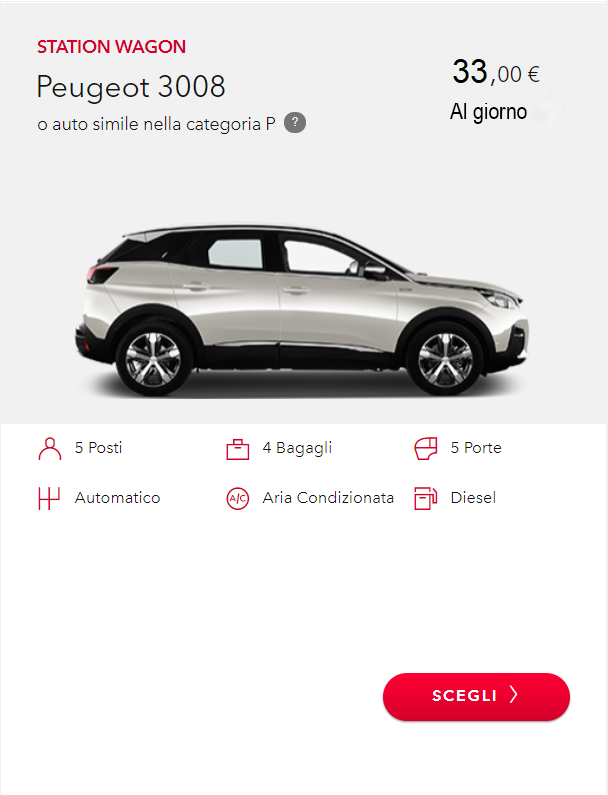 STATION WAGON
Peugeot 3008
o auto simile nella categoria P ?
33,00 €
Al giorno
5 Posti
4 Bagagli
5 Porte
Automatico
A/C Aria Condizionata
Diesel
SCEGLI